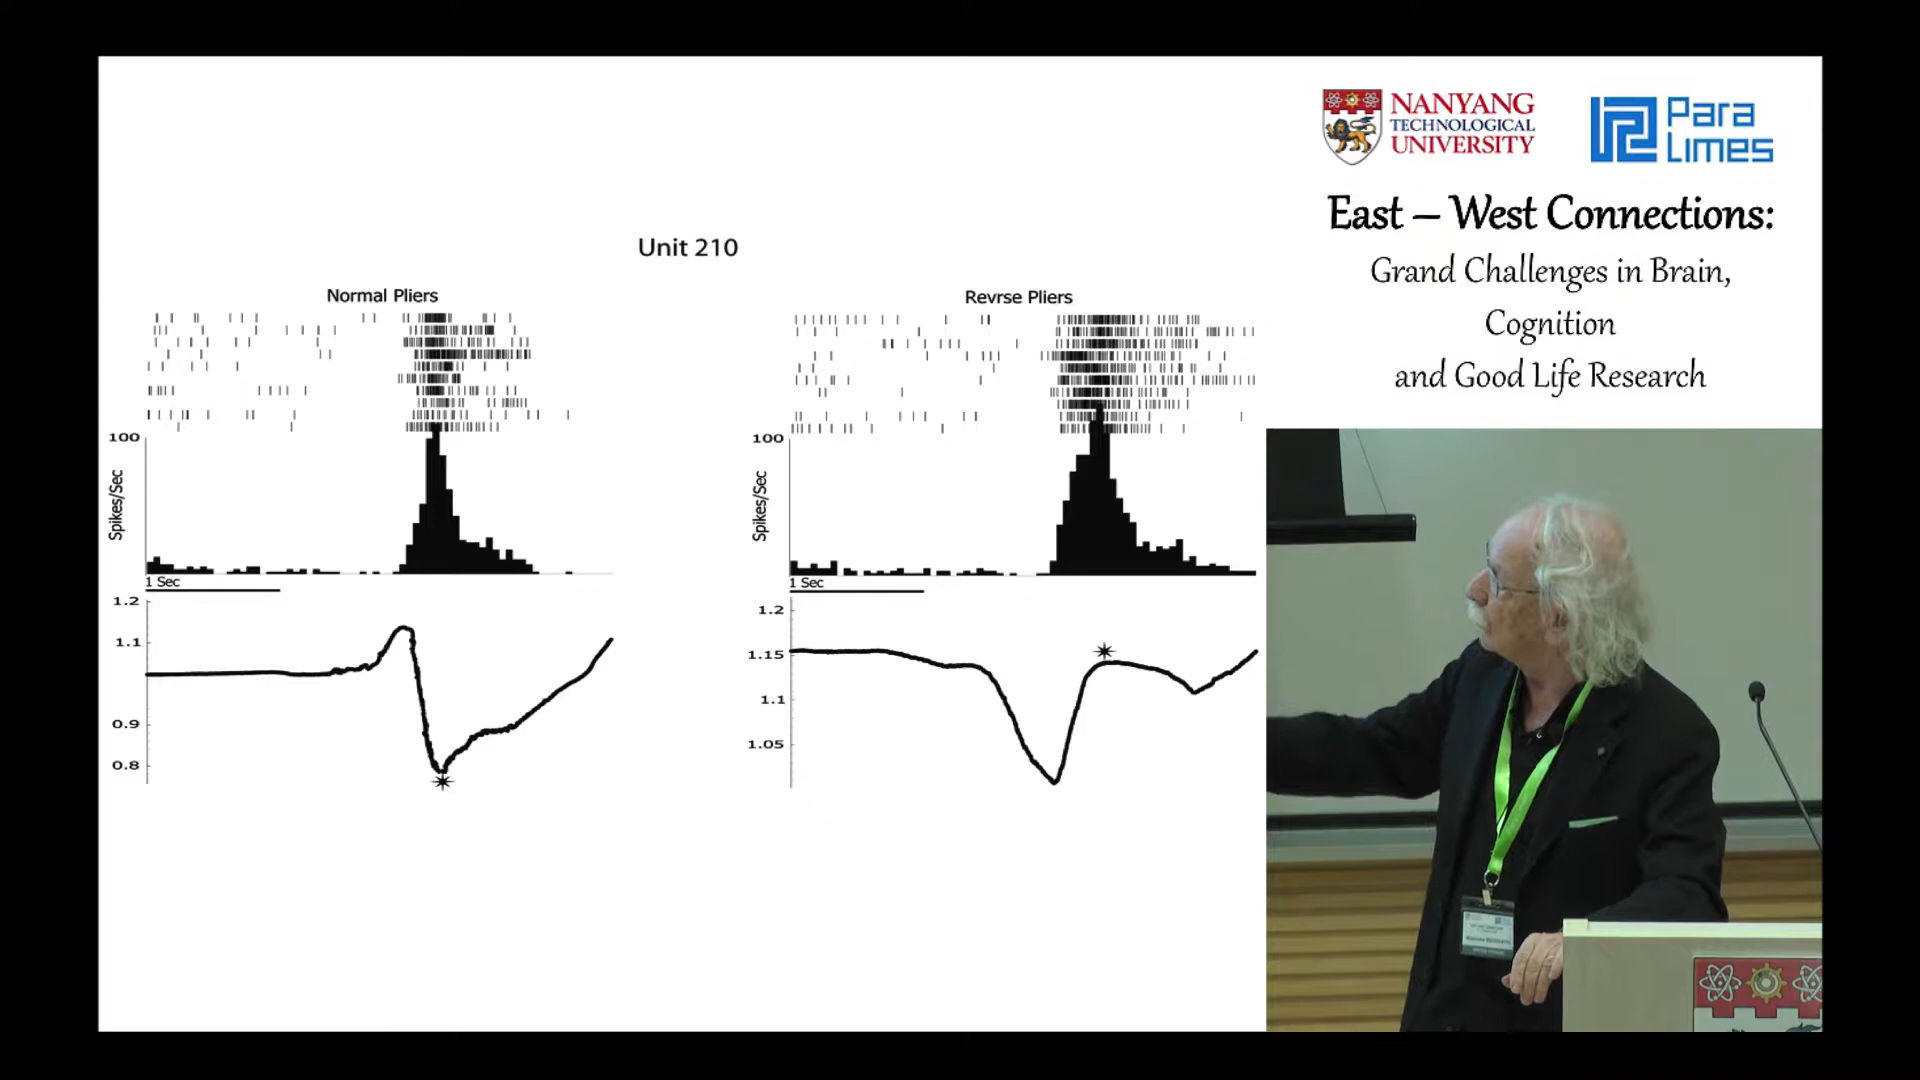 NANYANG
TECHNOLOGICAL
UNIVERSITY
Para
Limes
East – West Connections:
Grand Challenges in Brain,
Cognition
and Good Life Research
Unit 210
Normal Pliers
100
Spikes/Sec
1 Sec
1.2
1.1
0.9
0.8
Revrse Pliers
100
Spikes/Sec
1 Sec
1.2
1.15
1.1
1.05